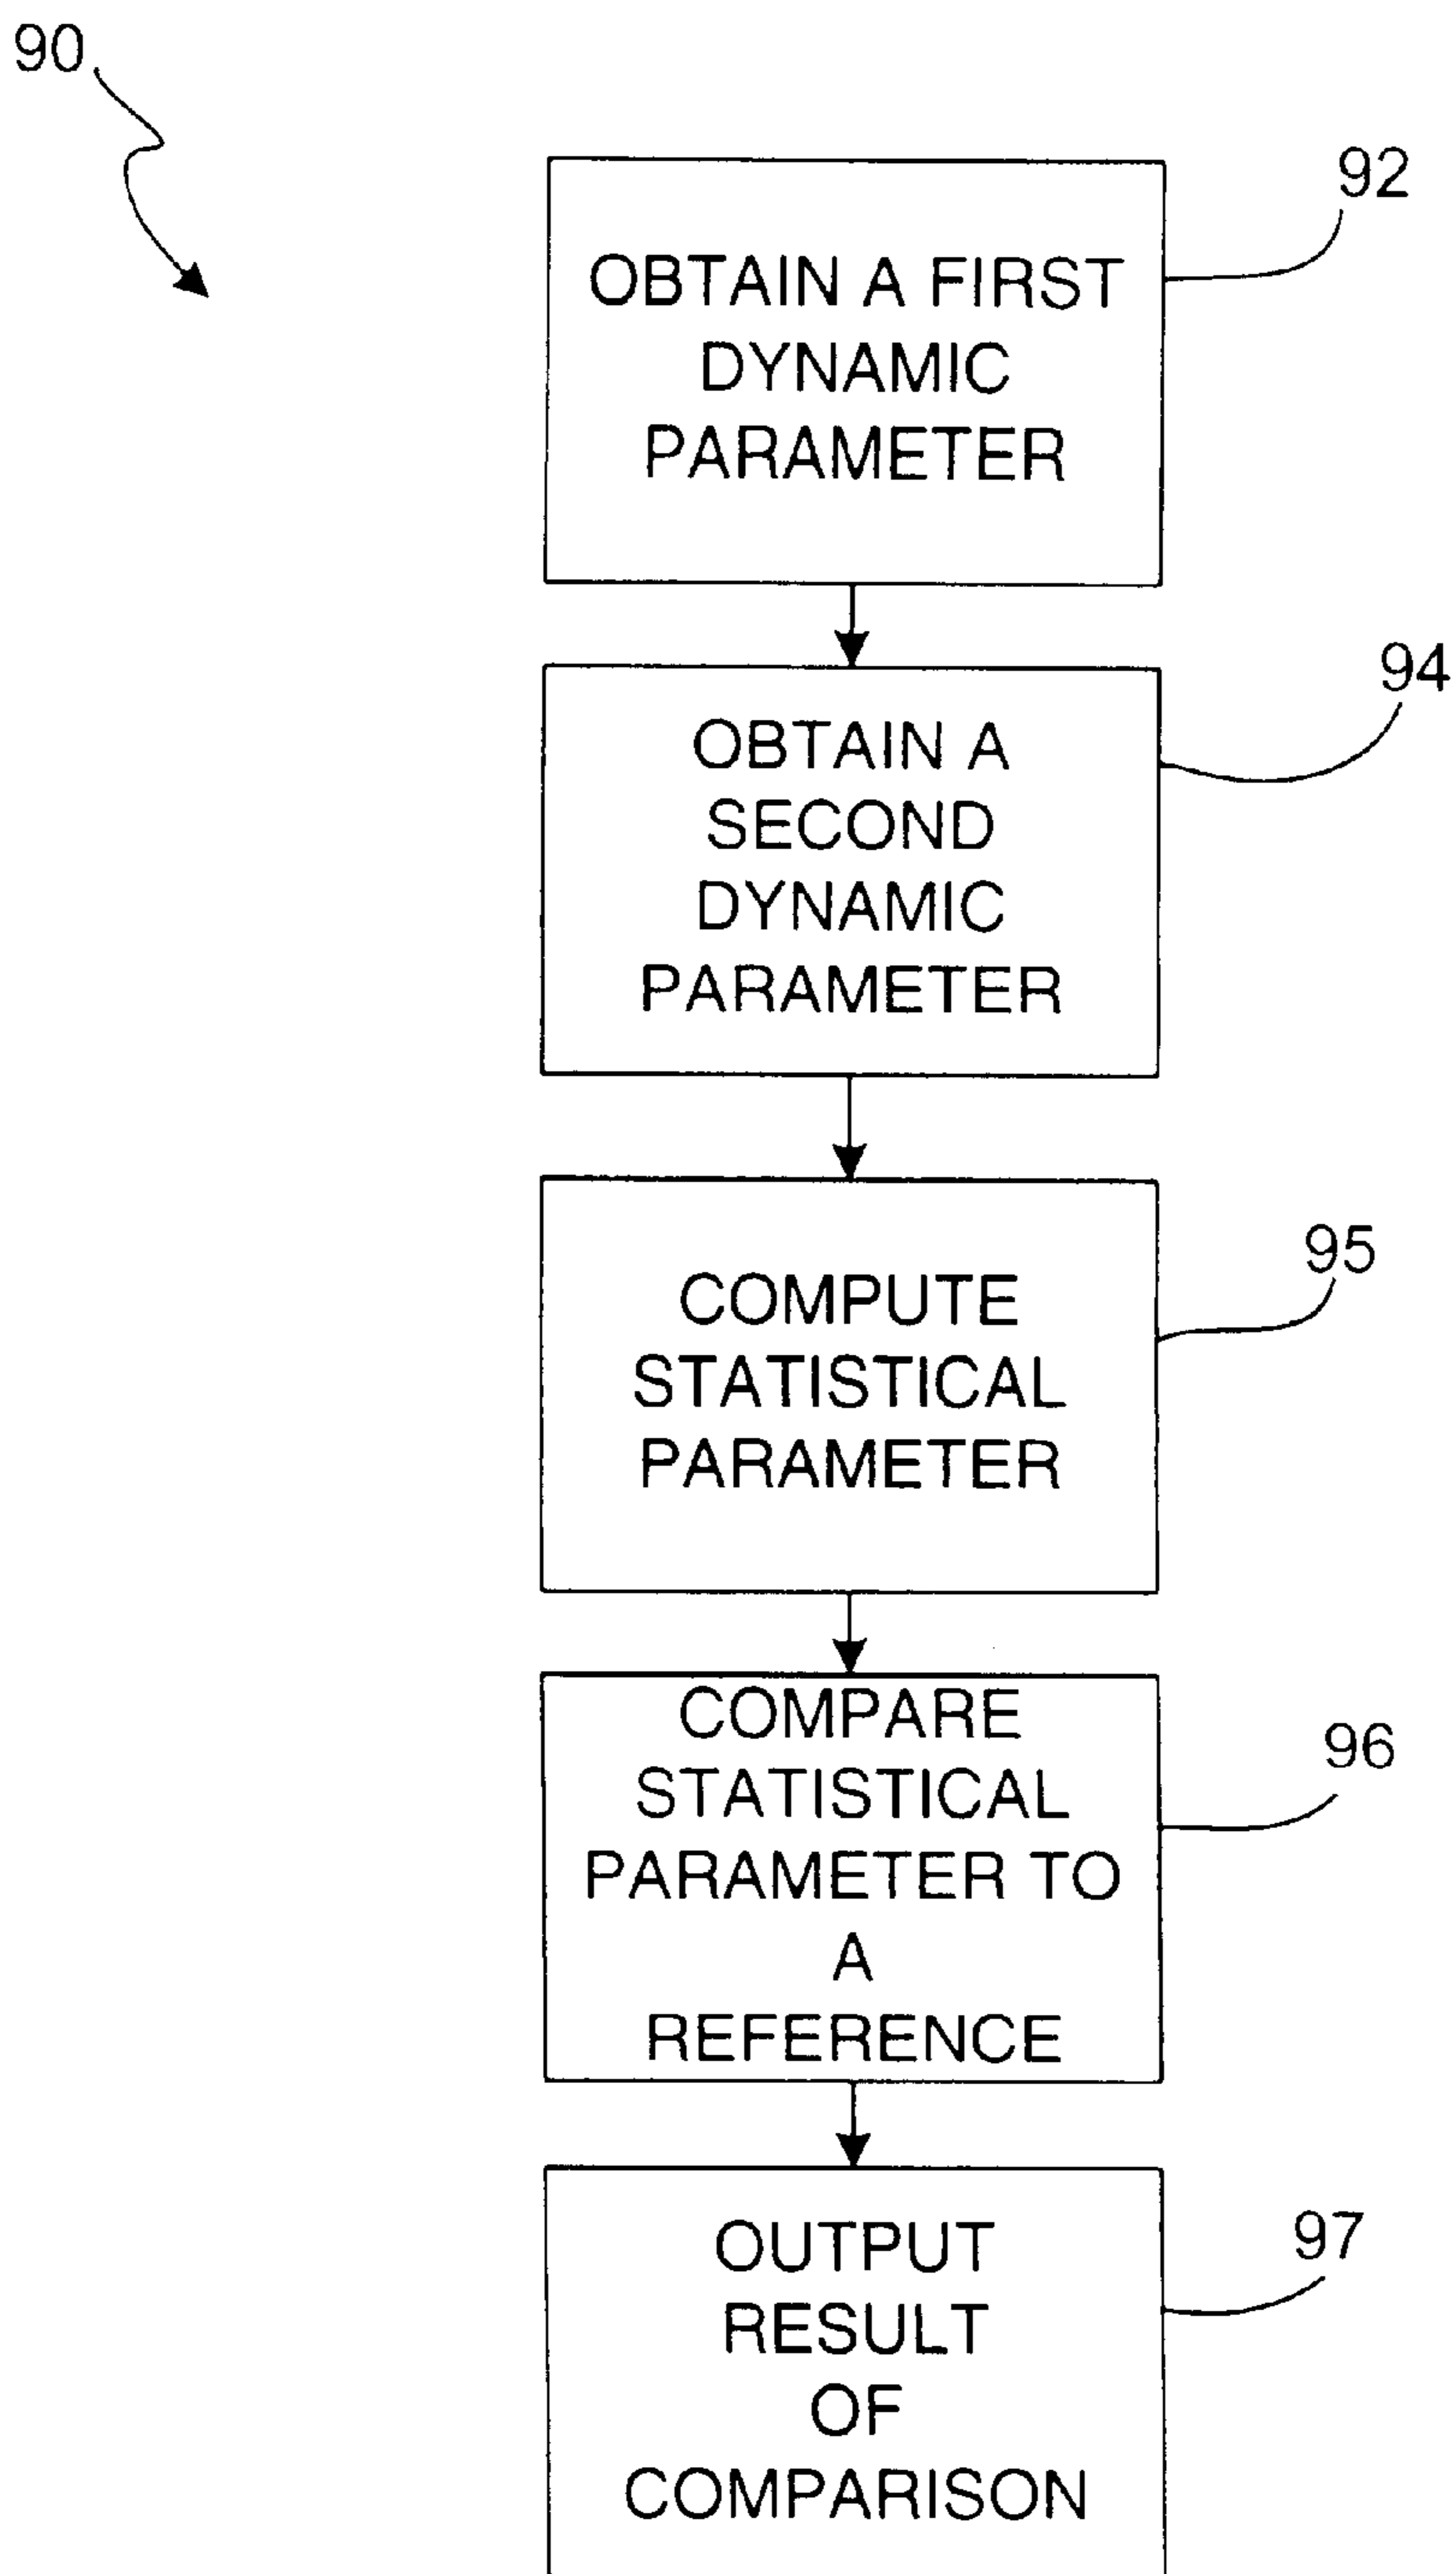 90
92
OBTAIN A FIRST
DYNAMIC
PARAMETER
94
OBTAIN A
SECOND
DYNAMIC
PARAMETER
95
COMPUTE
STATISTICAL
PARAMETER
96
COMPARE
STATISTICAL
PARAMETER TO
A
REFERENCE
97
OUTPUT
RESULT
OF
COMPARISON